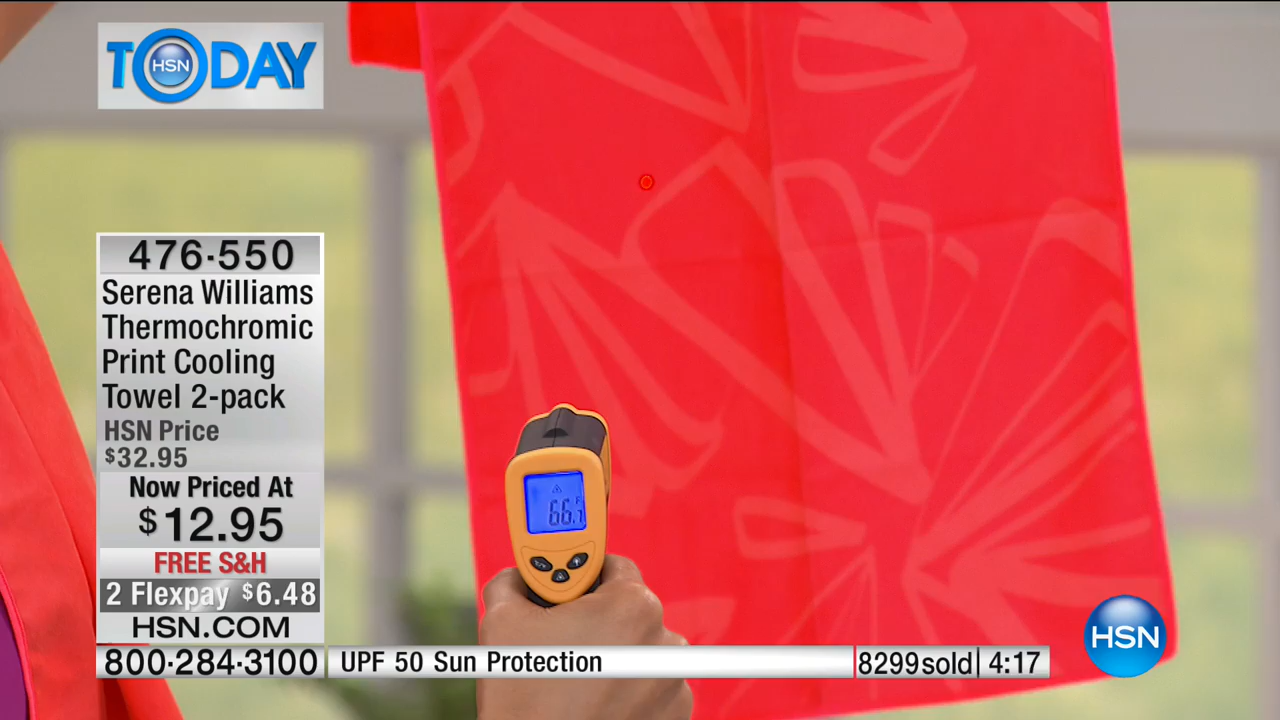 TODAY
HSN
476·550
Serena Williams
Thermochromic
Print Cooling
Towel 2-pack
HSN Price
$32.95
Now Priced At
$12.95
FREE S&H
2 Flexpay $6.48
HSN.COM
800·284·3100
UPF 50 Sun Protection
8299sold
4:17
66.1
F
HSN